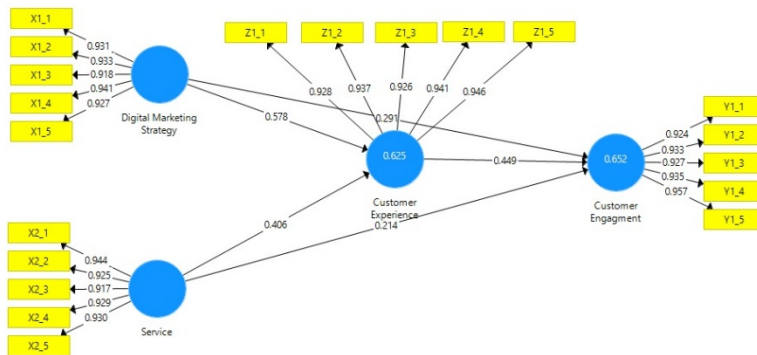 X1_1
X1_2
X1_3
X1_4
X1_5
0.931
0.933
0.918
0.941
0.927
Digital Marketing
Strategy
Z1_1
Z1_2
Z1_3
Z1_4
Z1_5
0.928
0.937
0.926
0.941
0.946
0.578
0.291
0.625
Customer
Experience
0.449
0.406
0.214
0.652
Customer
Engagment
0.924
0.933
0.927
0.935
0.957
Y1_1
Y1_2
Y1_3
Y1_4
Y1_5
X2_1
X2_2
X2_3
X2_4
X2_5
0.944
0.925
0.917
0.929
0.930
Service